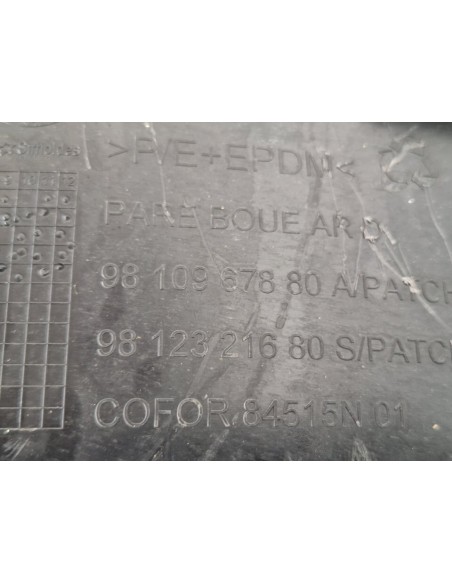 >P/E+EPDM<
PARE BOUE AR D
98 109 678 80 A/PATCH
98 123 216 80 S/PATCH
COFOR 84515N 01